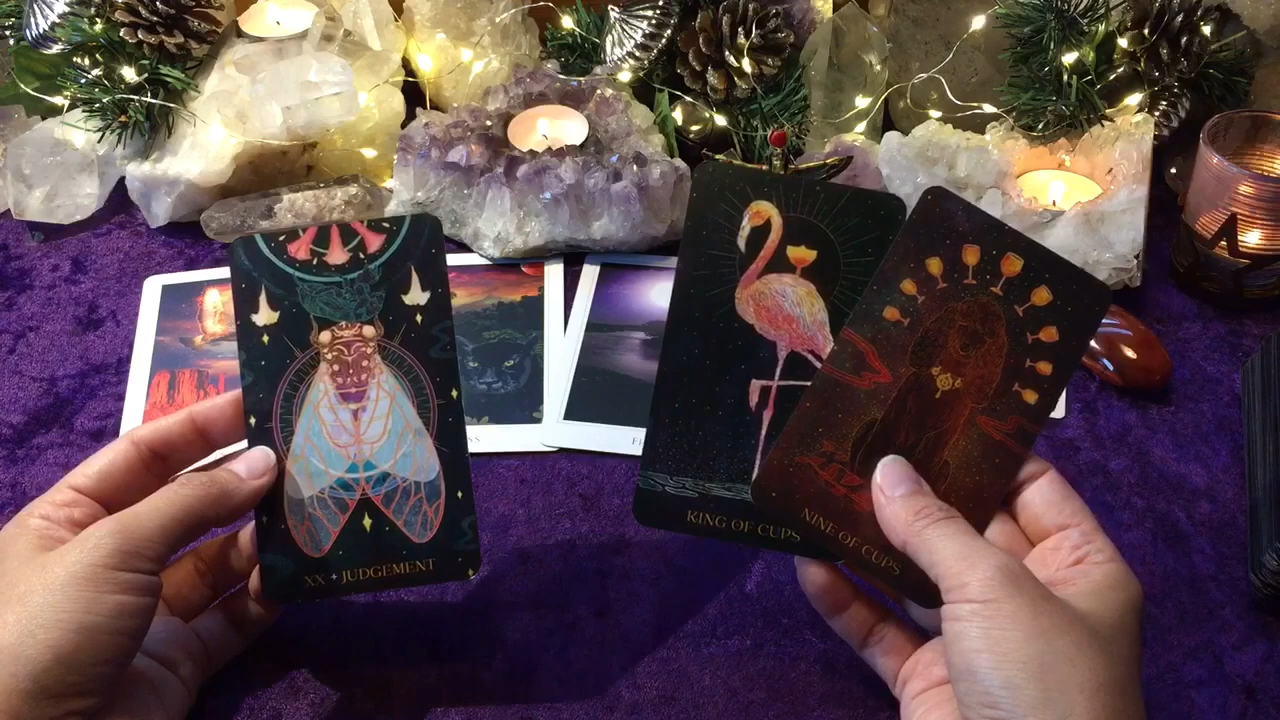 XX + JUDGEMENT
KING OF CUPS
NINE OF CUPS